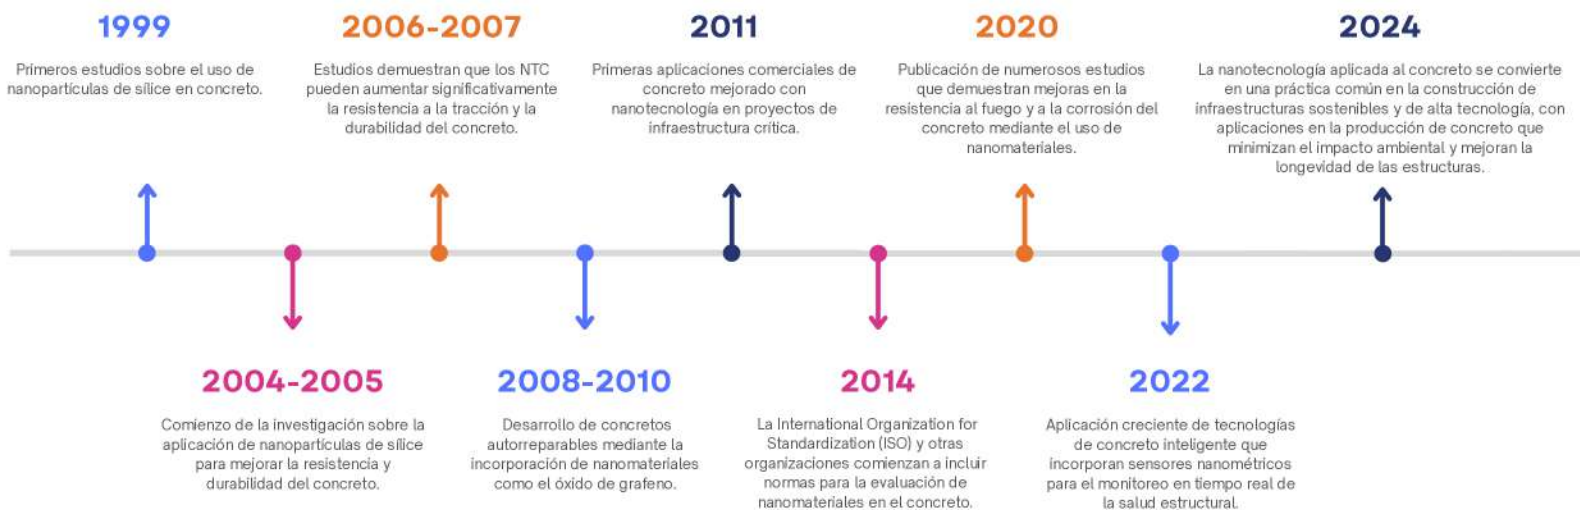 1999
Primeros estudios sobre el uso de
nanopartículas de sílice en concreto.
2006-2007
Estudios demuestran que los NTC
pueden aumentar significativamente
la resistencia a la tracción y la
durabilidad del concreto.
2011
Primeras aplicaciones comerciales de
concreto mejorado con
nanotecnología en proyectos de
infraestructura crítica.
2020
Publicación de numerosos estudios
que demuestran mejoras en la
resistencia al fuego y a la corrosión del
concreto mediante el uso de
nanomateriales.
2024
La nanotecnología aplicada al concreto se convierte
en una práctica común en la construcción de
infraestructuras sostenibles y de alta tecnología, con
aplicaciones en la producción de concreto que
minimizan el impacto ambiental y mejoran la
longevidad de las estructuras.
2004-2005
Comienzo de la investigación sobre la
aplicación de nanopartículas de sílice
para mejorar la resistencia y
durabilidad del concreto.
2008-2010
Desarrollo de concretos
autorreparables mediante la
incorporación de nanomateriales
como el óxido de grafeno.
2014
La International Organization for
Standardization (ISO) y otras
organizaciones comienzan a incluir
normas para la evaluación de
nanomateriales en el concreto.
2022
Aplicación creciente de tecnologías
de concreto inteligente que
incorporan sensores nanométricos
para el monitoreo en tiempo real de
la salud estructural.